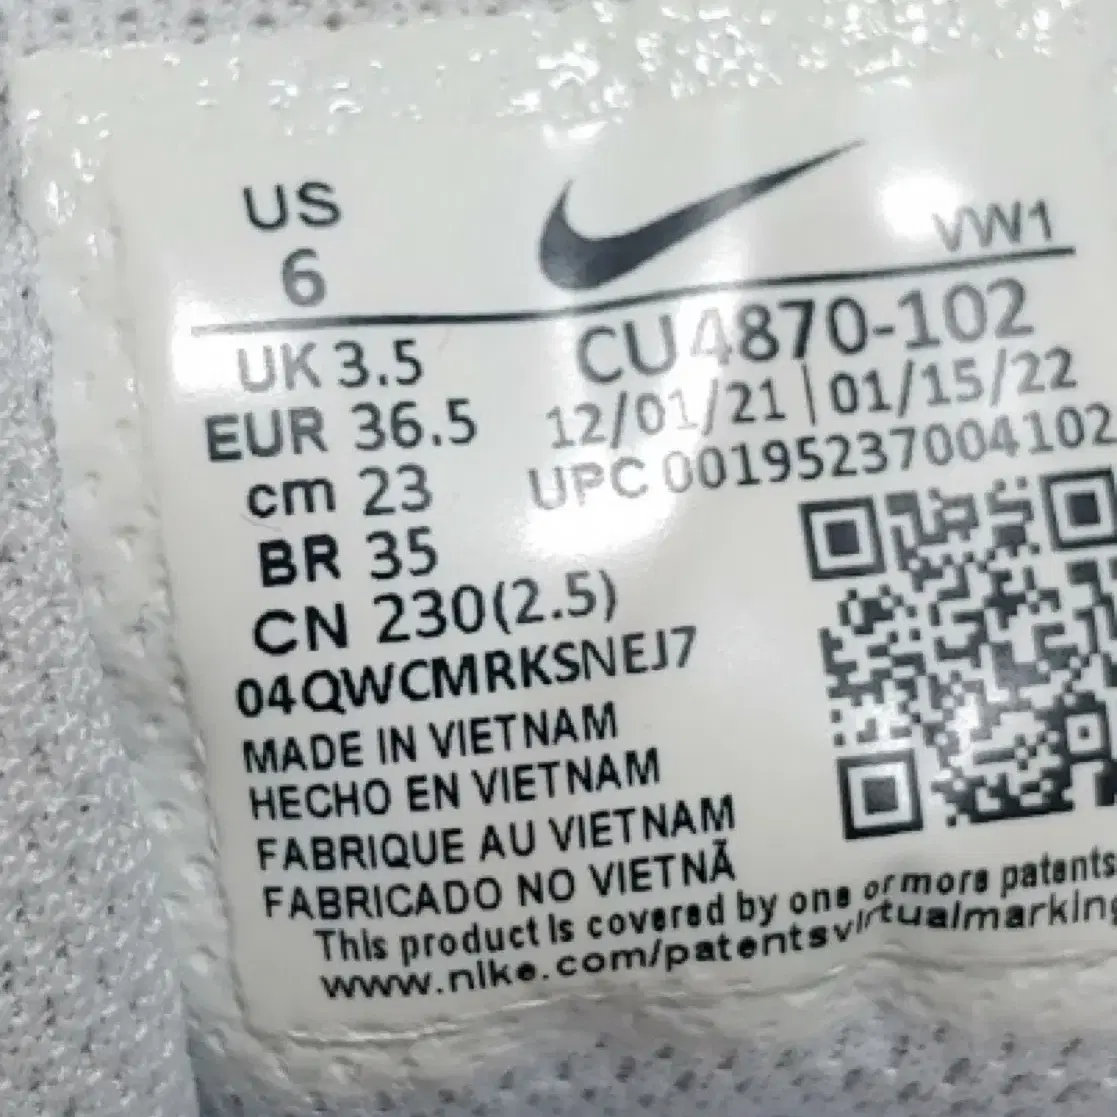 US
6
VW1
UK 3.5
EUR 36.5
cm 23
BR 35
CN 230(2.5)
CU4870-102
12/01/21 | 01/15/22
UPC 00195237004102
04QWCMRKSNEJ7
MADE IN VIETNAM
HECHO EN VIETNAM
FABRIQUE AU VIETNAM
FABRICADO NO VIETNÃ
This product is covered by one or more patents
www.nike.com/patentsvirtualmarking